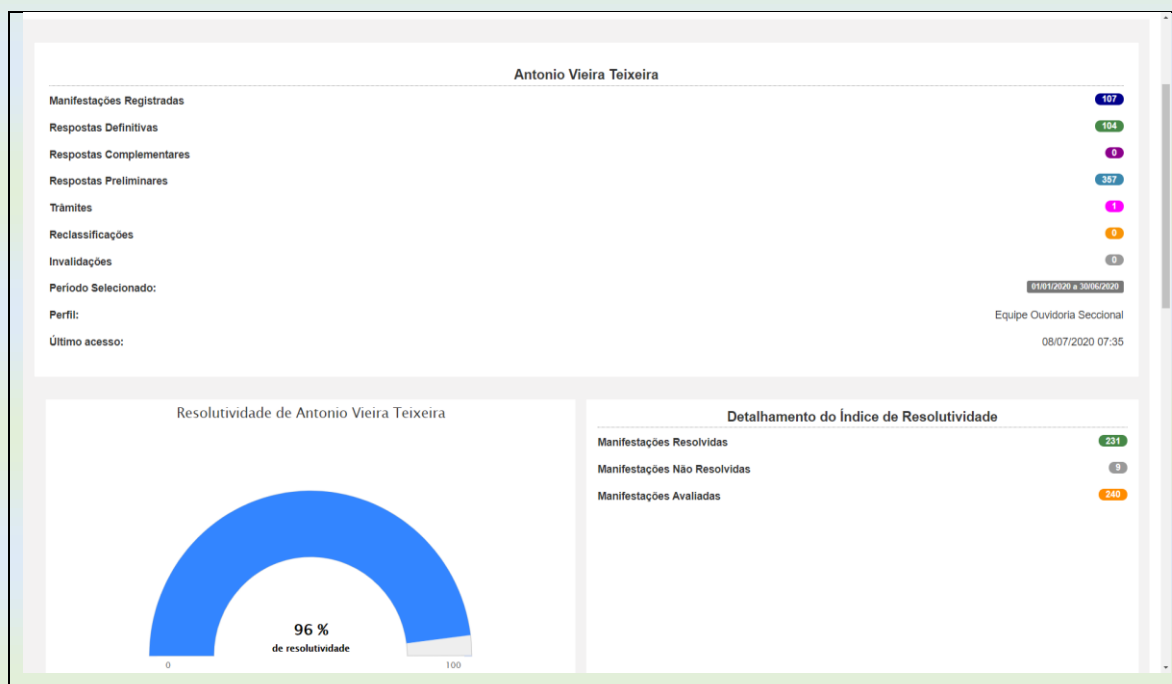 Antonio Vieira Teixeira
Manifestações Registradas 107
Respostas Definitivas 104
Respostas Complementares 0
Respostas Preliminares 357
Trâmites 1
Reclassificações 0
Invalidações 0
Periodo Selecionado: 01/01/2020 a 30/06/2020
Perfil: Equipe Ouvidoria Seccional
Último acesso: 08/07/2020 07:35
Resolutividade de Antonio Vieira Teixeira
96 %
de resolutividade
0 100
Detalhamento do Índice de Resolutividade
Manifestações Resolvidas 231
Manifestações Não Resolvidas 9
Manifestações Avaliadas 240